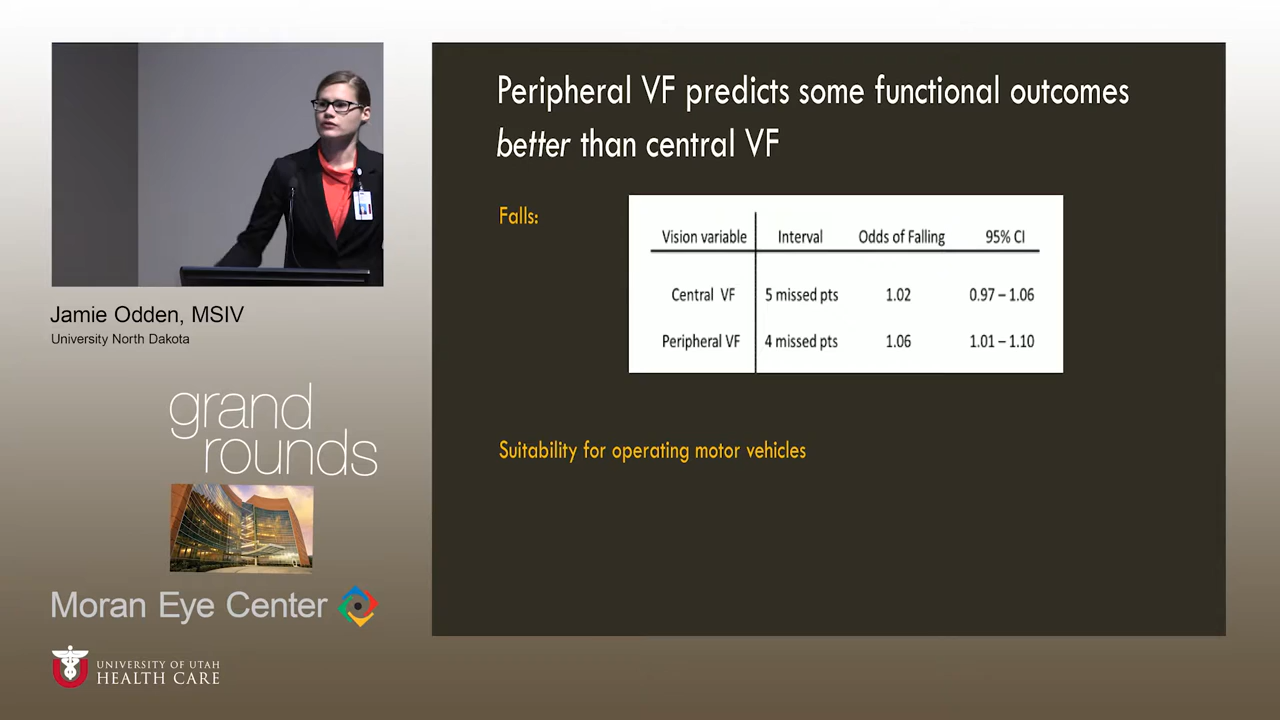 Peripheral VF predicts some functional outcomes
better than central VF
Falls:
Vision variable Interval Odds of Falling 95% CI
Central VF 5 missed pts 1.02 0.97 – 1.06
Peripheral VF 4 missed pts 1.06 1.01 – 1.10
Suitability for operating motor vehicles
Jamie Odden, MSIV
University North Dakota
grand
rounds
Moran Eye Center
UNIVERSITY OF UTAH
HEALTH CARE